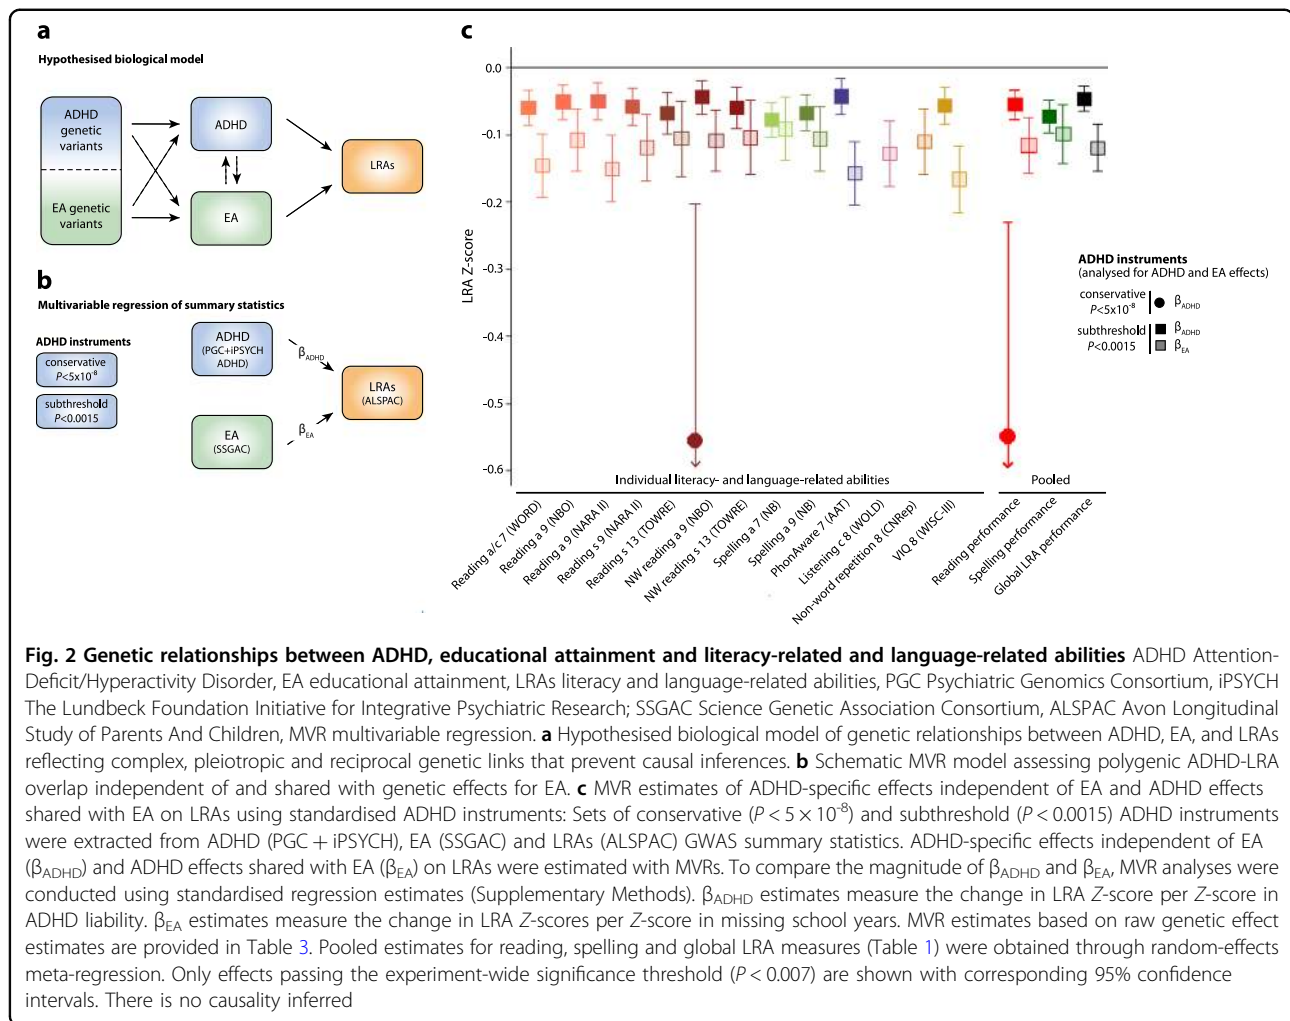 a
Hypothesised biological model
ADHD
genetic
variants
EA genetic
variants
ADHD
EA
LRAs
b
Multivariable regression of summary statistics
ADHD instruments
conservative
P<5x10⁻⁸
subthreshold
P<0.0015
ADHD
(PGC+iPSYCH
ADHD)
EA
(SSGAC)
β_ADHD
β_EA
LRAs
(ALSPAC)
c
LRA Z-score
0.0
-0.1
-0.2
-0.3
-0.4
-0.5
-0.6
Individual literacy- and language-related abilities
Pooled
Reading a/c 7 (WORD)
Reading a 9 (NBO)
Reading a 9 (NARA II)
Reading s 9 (NARA II)
Reading s 13 (TOWRE)
NW reading a 9 (NBO)
NW reading s 13 (TOWRE)
Spelling a 7 (NB)
Spelling a 9 (NB)
PhonAware 7 (AAT)
Listening c 8 (WOLD)
Non-word repetition 8 (CNRep)
VIQ 8 (WISC-III)
Reading performance
Spelling performance
Global LRA performance
ADHD instruments
(analysed for ADHD and EA effects)
conservative
P<5x10⁻⁸
β_ADHD
subthreshold
P<0.0015
β_ADHD
β_EA
Fig. 2 Genetic relationships between ADHD, educational attainment and literacy-related and language-related abilities ADHD Attention-
Deficit/Hyperactivity Disorder, EA educational attainment, LRAs literacy and language-related abilities, PGC Psychiatric Genomics Consortium, iPSYCH
The Lundbeck Foundation Initiative for Integrative Psychiatric Research; SSGAC Science Genetic Association Consortium, ALSPAC Avon Longitudinal
Study of Parents And Children, MVR multivariable regression. a Hypothesised biological model of genetic relationships between ADHD, EA, and LRAs
reflecting complex, pleiotropic and reciprocal genetic links that prevent causal inferences. b Schematic MVR model assessing polygenic ADHD-LRA
overlap independent of and shared with genetic effects for EA. c MVR estimates of ADHD-specific effects independent of EA and ADHD effects
shared with EA on LRAs using standardised ADHD instruments: Sets of conservative (P < 5 × 10⁻⁸) and subthreshold (P < 0.0015) ADHD instruments
were extracted from ADHD (PGC + iPSYCH), EA (SSGAC) and LRAs (ALSPAC) GWAS summary statistics. ADHD-specific effects independent of EA
(β_ADHD) and ADHD effects shared with EA (β_EA) on LRAs were estimated with MVRs. To compare the magnitude of β_ADHD and β_EA, MVR analyses were
conducted using standardised regression estimates (Supplementary Methods). β_ADHD estimates measure the change in LRA Z-score per Z-score in
ADHD liability. β_EA estimates measure the change in LRA Z-scores per Z-score in missing school years. MVR estimates based on raw genetic effect
estimates are provided in Table 3. Pooled estimates for reading, spelling and global LRA measures (Table 1) were obtained through random-effects
meta-regression. Only effects passing the experiment-wide significance threshold (P < 0.007) are shown with corresponding 95% confidence
intervals. There is no causality inferred